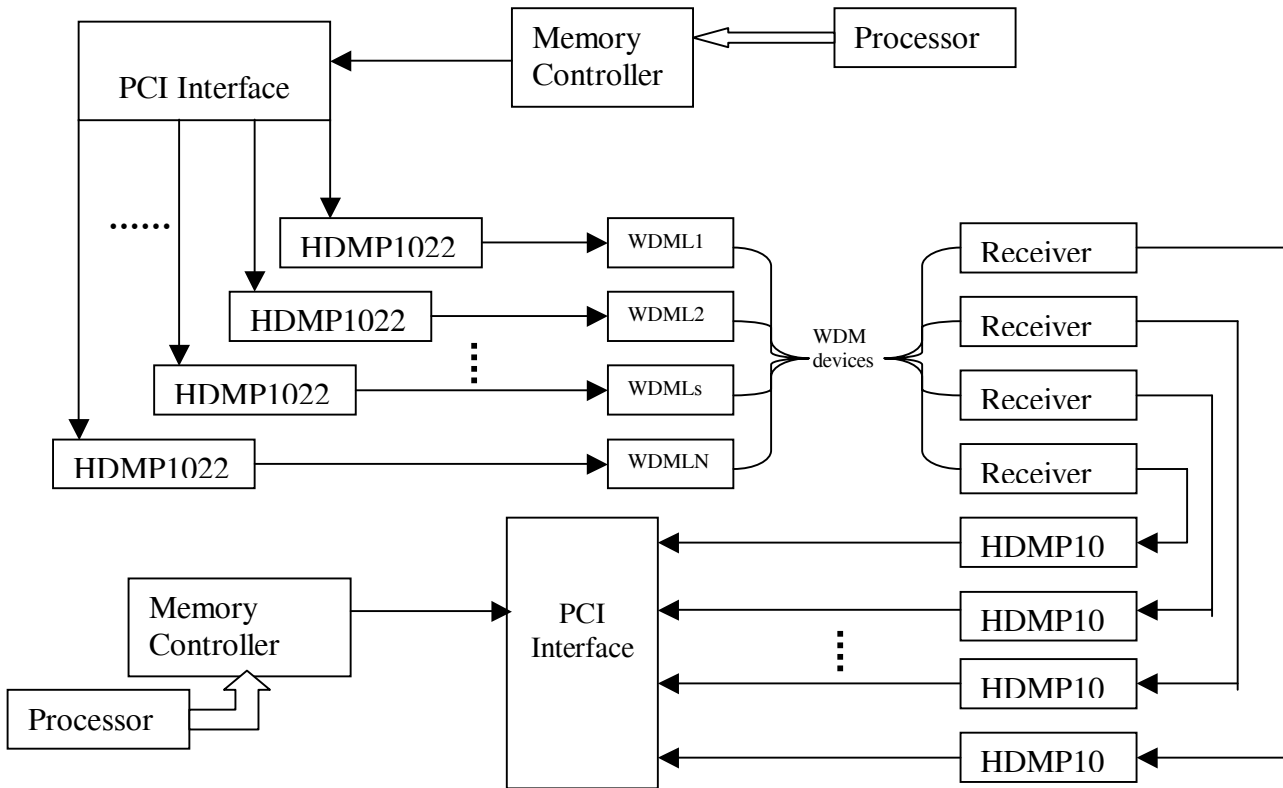 Memory
Controller
Processor
PCI Interface
......
HDMP1022
WDML1
Receiver
HDMP1022
WDML2
Receiver
WDM
devices
HDMP1022
WDMLs
Receiver
HDMP1022
WDMLN
Receiver
HDMP10
Memory
Controller
PCI
Interface
HDMP10
HDMP10
Processor
HDMP10